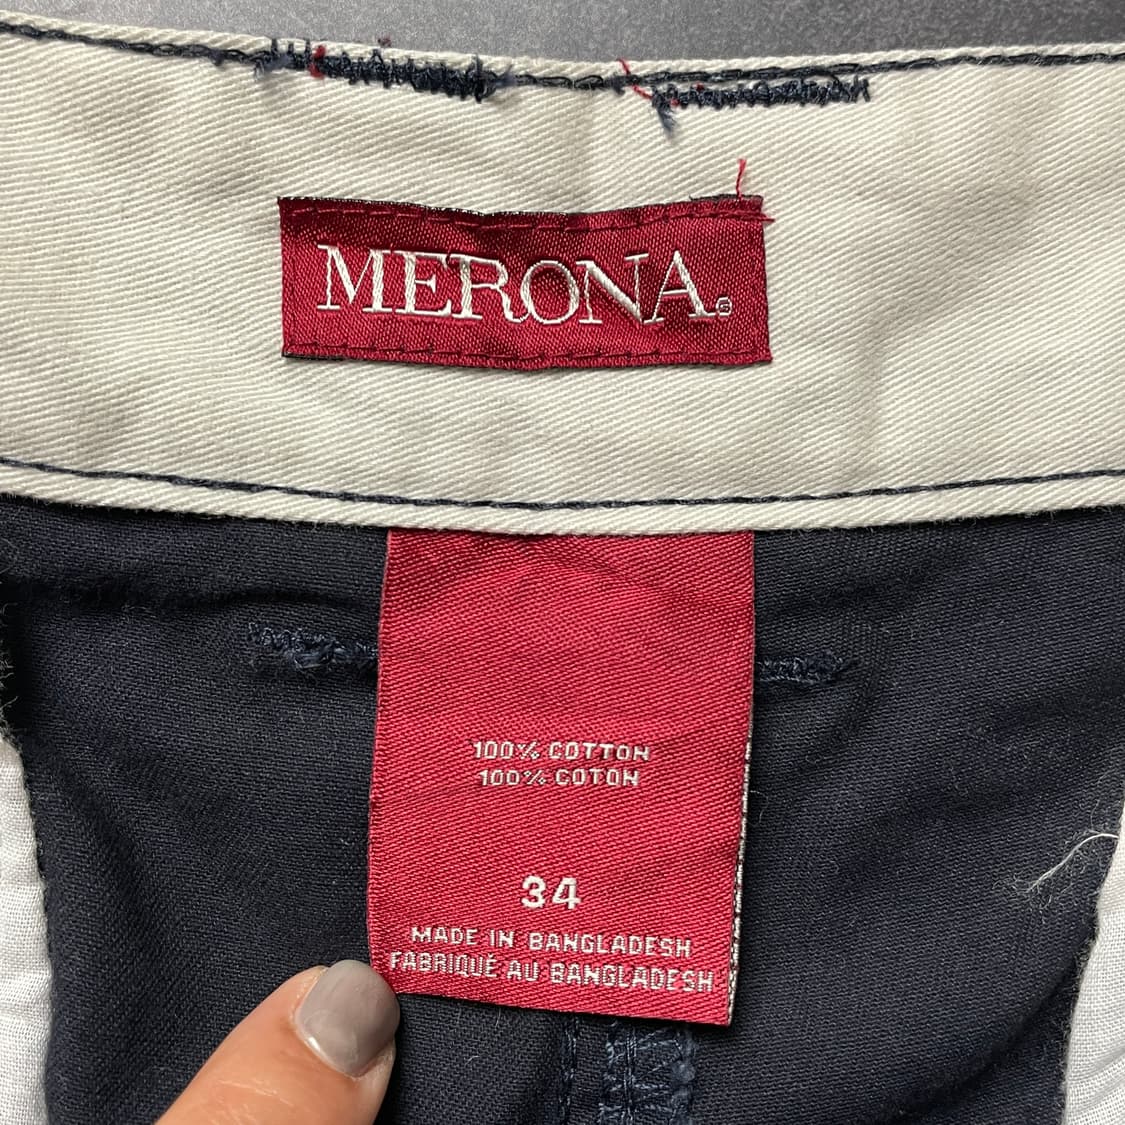 MERONA®
100% COTTON
100% COTON
34
MADE IN BANGLADESH
FABRIQUÉ AU BANGLADESH